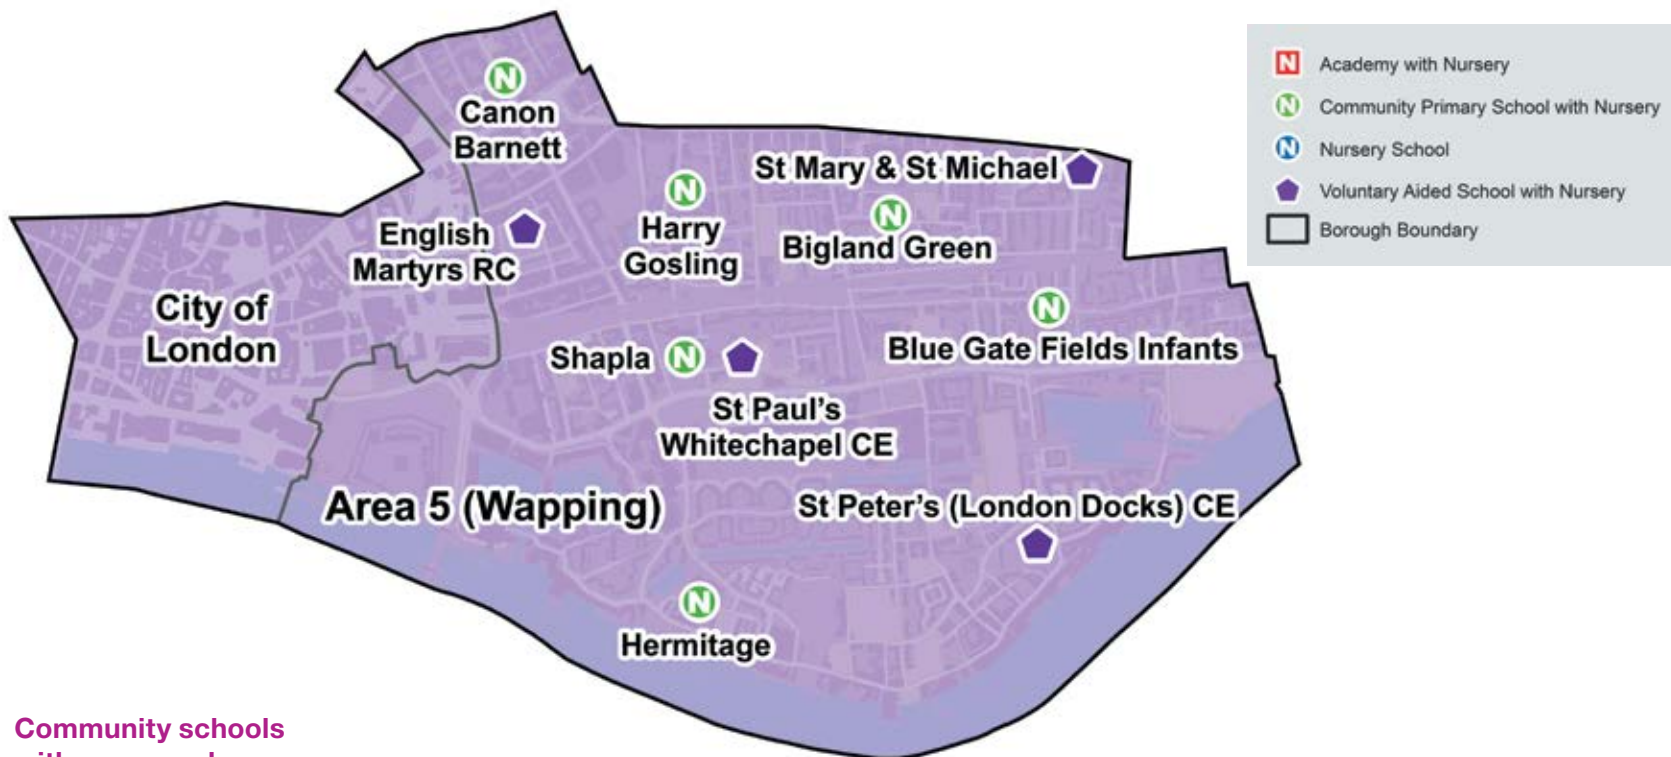 N Academy with Nursery
N Community Primary School with Nursery
N Nursery School
Voluntary Aided School with Nursery
Borough Boundary
N
Canon
Barnett
St Mary & St Michael
N
Harry
Gosling
N
Bigland Green
English
Martyrs RC
City of
London
N
Blue Gate Fields Infants
Shapla N
St Paul's
Whitechapel CE
Area 5 (Wapping)
St Peter's (London Docks) CE
N
Hermitage
Community schools